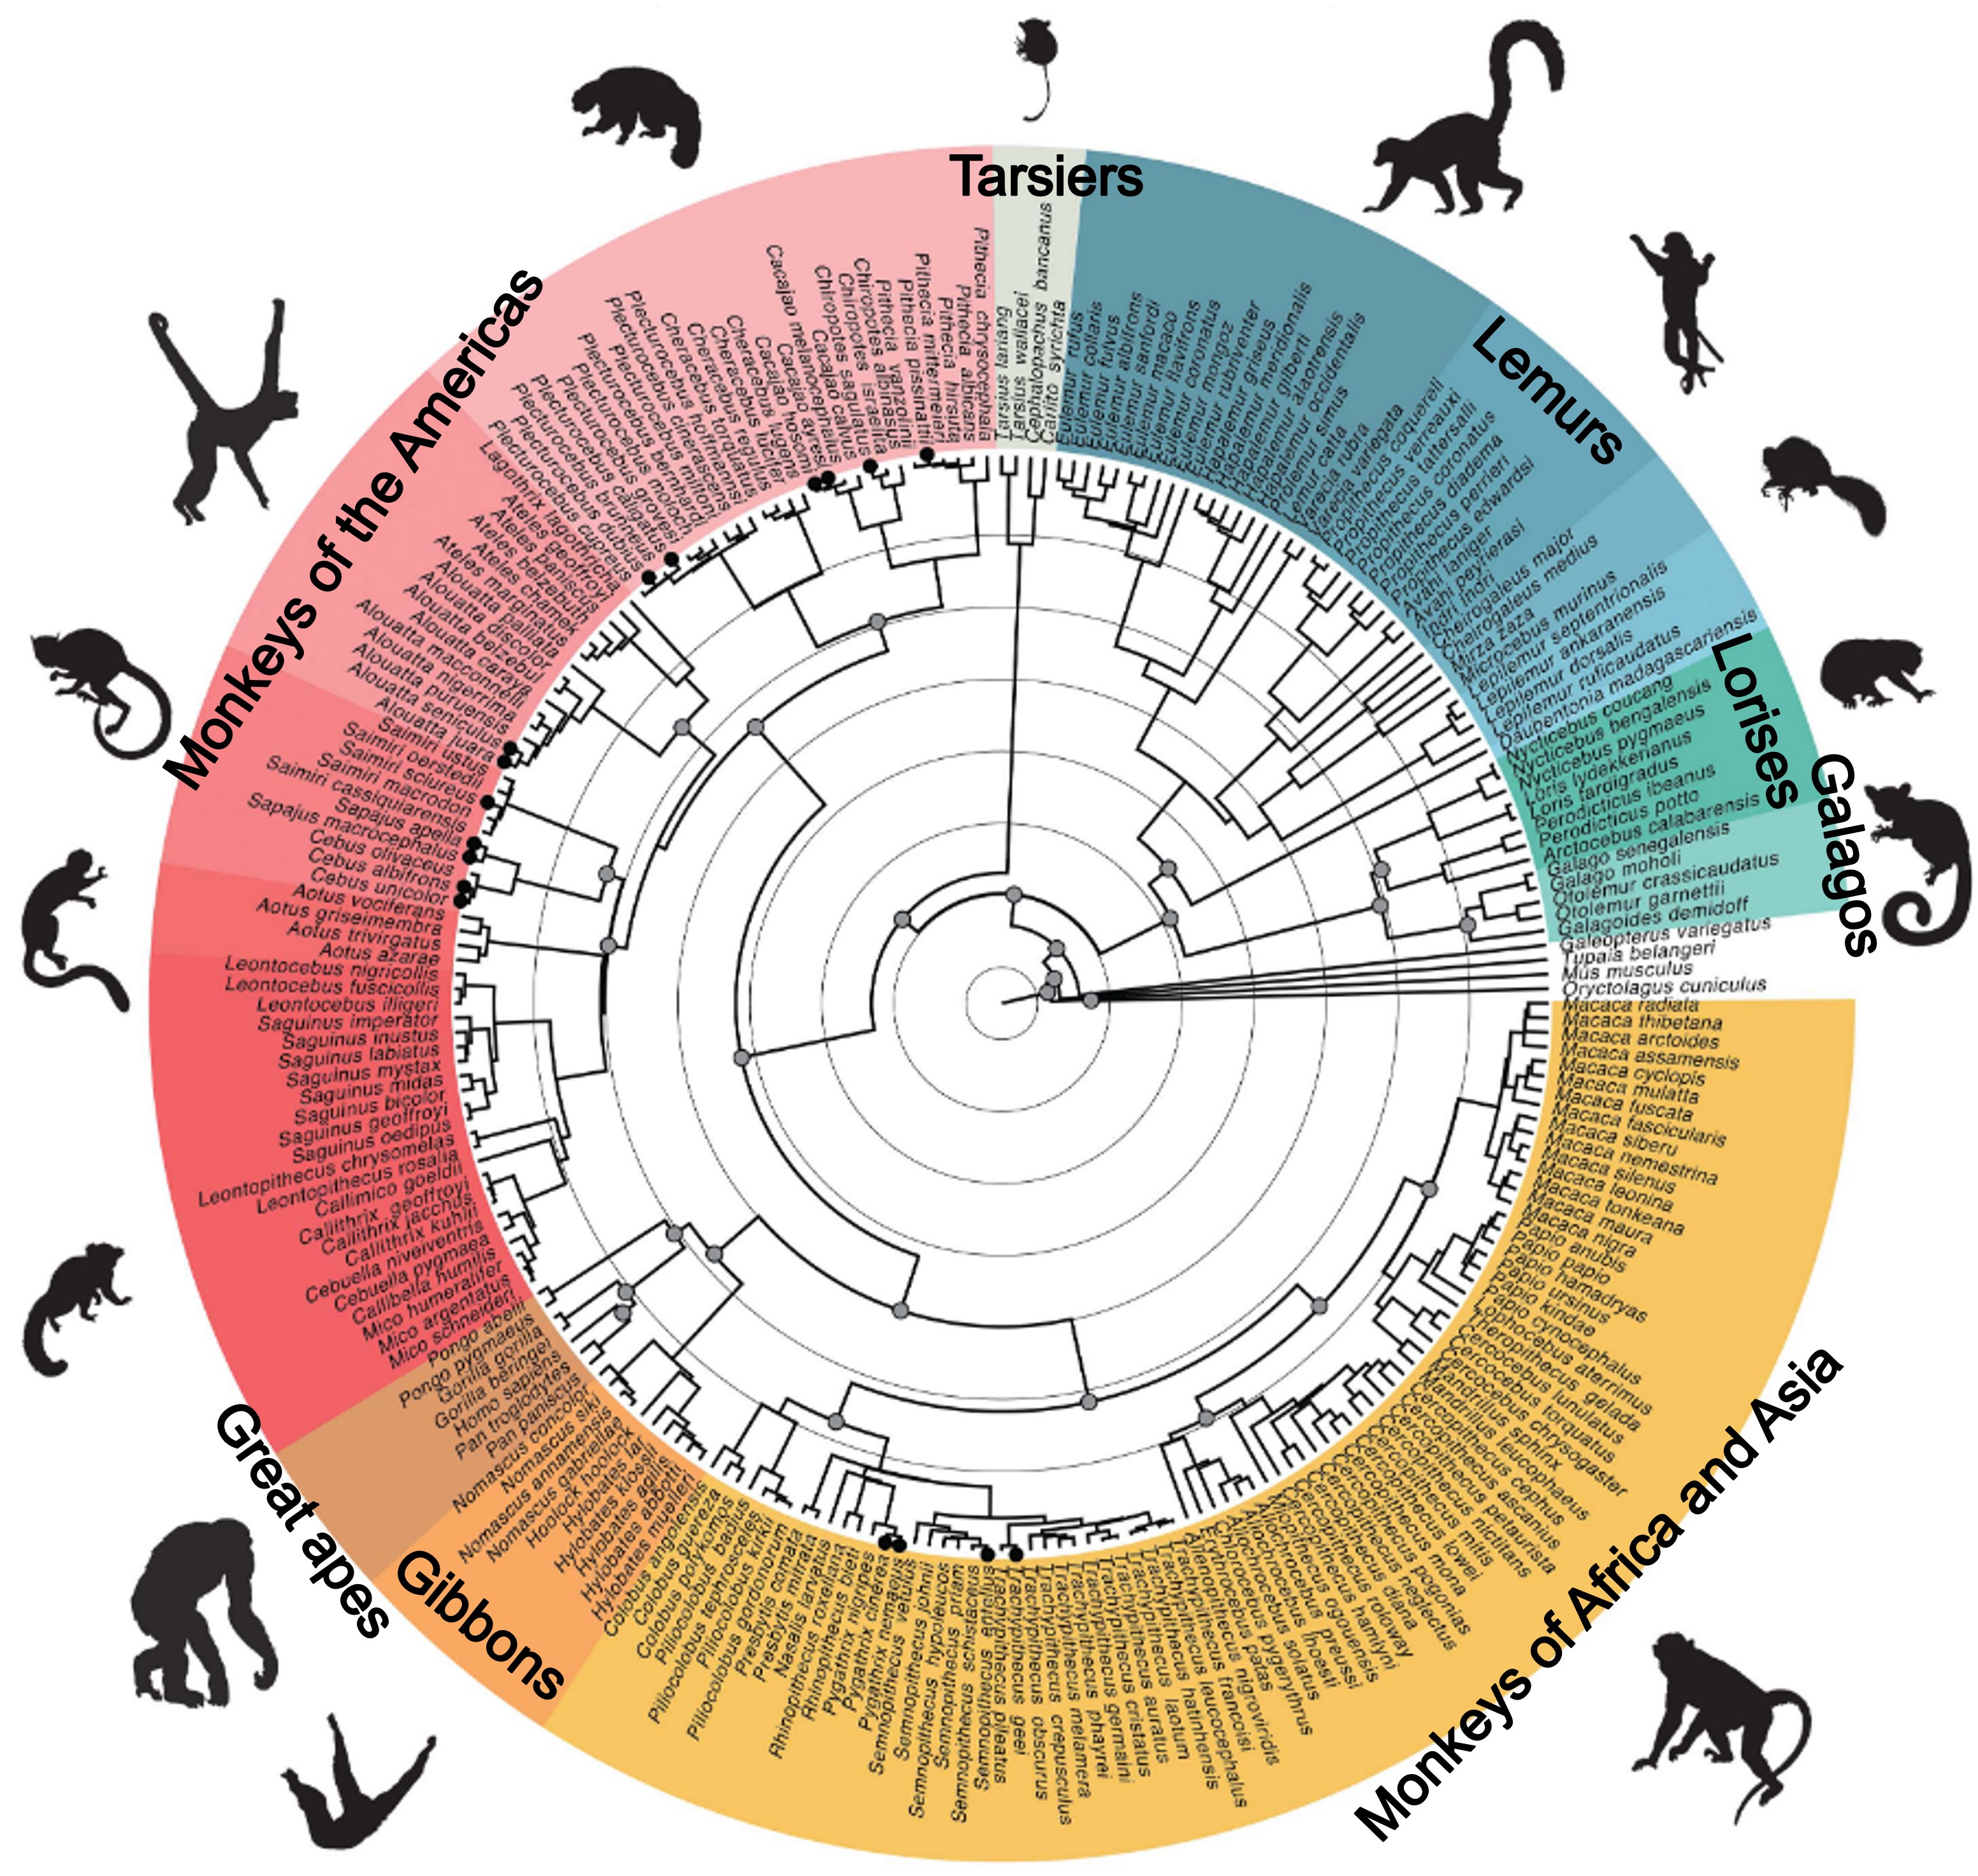 Tarsiers
Lemurs
Lorises
Galagos
Monkeys of Africa and Asia
Gibbons
Great apes
Monkeys of the Americas
Tarsius lariang
Tarsius wallacei
Cephalopachus bancanus
Carlito syrichta
Eulemur rufus
Eulemur collaris
Eulemur fulvus
Eulemur albifrons
Eulemur sanfordi
Eulemur macaco
Eulemur flavifrons
Eulemur coronatus
Eulemur mongoz
Eulemur rubriventer
Hapalemur griseus
Hapalemur meridionalis
Hapalemur gilberti
Hapalemur alaotrensis
Hapalemur occidentalis
Prolemur simus
Lemur catta
Varecia rubra
Varecia variegata
Propithecus coquereli
Propithecus verreauxi
Propithecus tattersalli
Propithecus coronatus
Propithecus diadema
Propithecus perrieri
Propithecus edwardsi
Avahi laniger
Avahi peyrierasi
Indri indri
Cheirogaleus major
Cheirogaleus medius
Mirza zaza
Microcebus murinus
Lepilemur septentrionalis
Lepilemur ankaranensis
Lepilemur dorsalis
Lepilemur ruficaudatus
Daubentonia madagascariensis
Nycticebus coucang
Nycticebus bengalensis
Nycticebus pygmaeus
Loris lydekkerianus
Loris tardigradus
Perodicticus ibeanus
Perodicticus potto
Arctocebus calabarensis
Galago senegalensis
Galago moholi
Otolemur crassicaudatus
Otolemur garnettii
Galagoides demidoff
Galeopterus variegatus
Tupaia belangeri
Mus musculus
Oryctolagus cuniculus
Macaca radiata
Macaca thibetana
Macaca arctoides
Macaca assamensis
Macaca cyclopis
Macaca mulatta
Macaca fuscata
Macaca fascicularis
Macaca siberu
Macaca nemestrina
Macaca silenus
Macaca leonina
Macaca tonkeana
Macaca maura
Macaca nigra
Papio anubis
Papio papio
Papio hamadryas
Papio ursinus
Papio kindae
Papio cynocephalus
Lophocebus aterrimus
Theropithecus gelada
Cercocebus lunulatus
Cercocebus torquatus
Cercocebus chrysogaster
Mandrillus sphinx
Mandrillus leucophaeus
Cercopithecus cephus
Cercopithecus ascanius
Cercopithecus petaurista
Cercopithecus nictitans
Cercopithecus mitis
Cercopithecus lowei
Cercopithecus mona
Cercopithecus pogonias
Cercopithecus neglectus
Cercopithecus diana
Cercopithecus roloway
Cercopithecus hamlyni
Allochrocebus preussi
Allochrocebus lhoesti
Allochrocebus solatus
Chlorocebus pygerythrus
Erythrocebus patas
Allenopithecus nigroviridis
Trachypithecus francoisi
Trachypithecus leucocephalus
Trachypithecus hatinhensis
Trachypithecus laotum
Trachypithecus auratus
Trachypithecus cristatus
Trachypithecus germaini
Trachypithecus phayrei
Trachypithecus melamera
Trachypithecus crepusculus
Trachypithecus obscurus
Trachypithecus geei
Trachypithecus pileatus
Semnopithecus entellus
Semnopithecus schistaceus
Semnopithecus priam
Semnopithecus hypoleucos
Semnopithecus johnii
Semnopithecus vetulus
Pygathrix nemaeus
Pygathrix cinerea
Pygathrix nigripes
Rhinopithecus bieti
Rhinopithecus roxellana
Nasalis larvatus
Presbytis mitrata
Presbytis comata
Piliocolobus gordonorum
Piliocolobus kirkii
Piliocolobus tephrosceles
Piliocolobus badius
Colobus polykomos
Colobus guereza
Colobus angolensis
Hylobates muelleri
Hylobates abbotti
Hylobates agilis
Hylobates klossii
Hylobates lar
Hoolock hoolock
Nomascus gabriellae
Nomascus annamensis
Nomascus siki
Nomascus concolor
Pan paniscus
Pan troglodytes
Homo sapiens
Gorilla beringei
Gorilla gorilla
Pongo pygmaeus
Pongo abelii
Mico schneideri
Mico argentatus
Mico humeralifer
Callibella humilis
Cebuella pygmaea
Cebuella niveiventris
Callithrix kuhlii
Callithrix jacchus
Callithrix geoffroyi
Callimico goeldii
Leontopithecus rosalia
Leontopithecus chrysomelas
Saguinus oedipus
Saguinus geoffroyi
Saguinus bicolor
Saguinus midas
Saguinus mystax
Saguinus labiatus
Saguinus inustus
Saguinus imperator
Leontocebus illigeri
Leontocebus fuscicollis
Leontocebus nigricollis
Aotus azarae
Aotus trivirgatus
Aotus griseimembra
Aotus vociferans
Cebus unicolor
Cebus albifrons
Cebus olivaceus
Sapajus macrocephalus
Sapajus apella
Saimiri cassiquiarensis
Saimiri macrodon
Saimiri sciureus
Saimiri oerstedii
Saimiri ustus
Alouatta juara
Alouatta seniculus
Alouatta puruensis
Alouatta nigerrima
Alouatta macconnelli
Alouatta caraya
Alouatta belzebul
Alouatta discolor
Alouatta palliata
Ateles marginatus
Ateles chamek
Ateles belzebuth
Ateles paniscus
Ateles geoffroyi
Lagothrix lagothricha
Plecturocebus cupreus
Plecturocebus dubius
Plecturocebus brunneus
Plecturocebus caligatus
Plecturocebus grovesi
Plecturocebus moloch
Plecturocebus bernhardi
Plecturocebus miltoni
Plecturocebus cinerascens
Plecturocebus hoffmannsi
Cheracebus torquatus
Cheracebus regulus
Cheracebus lugens
Cheracebus lucifer
Cacajao hosomi
Cacajao ayresi
Cacajao melanocephalus
Cacajao calvus
Chiropotes sagulatus
Chiropotes israelita
Chiropotes albinasus
Pithecia vanzolinii
Pithecia pissinattii
Pithecia mittermeieri
Pithecia hirsuta
Pithecia albicans
Pithecia chrysocephala